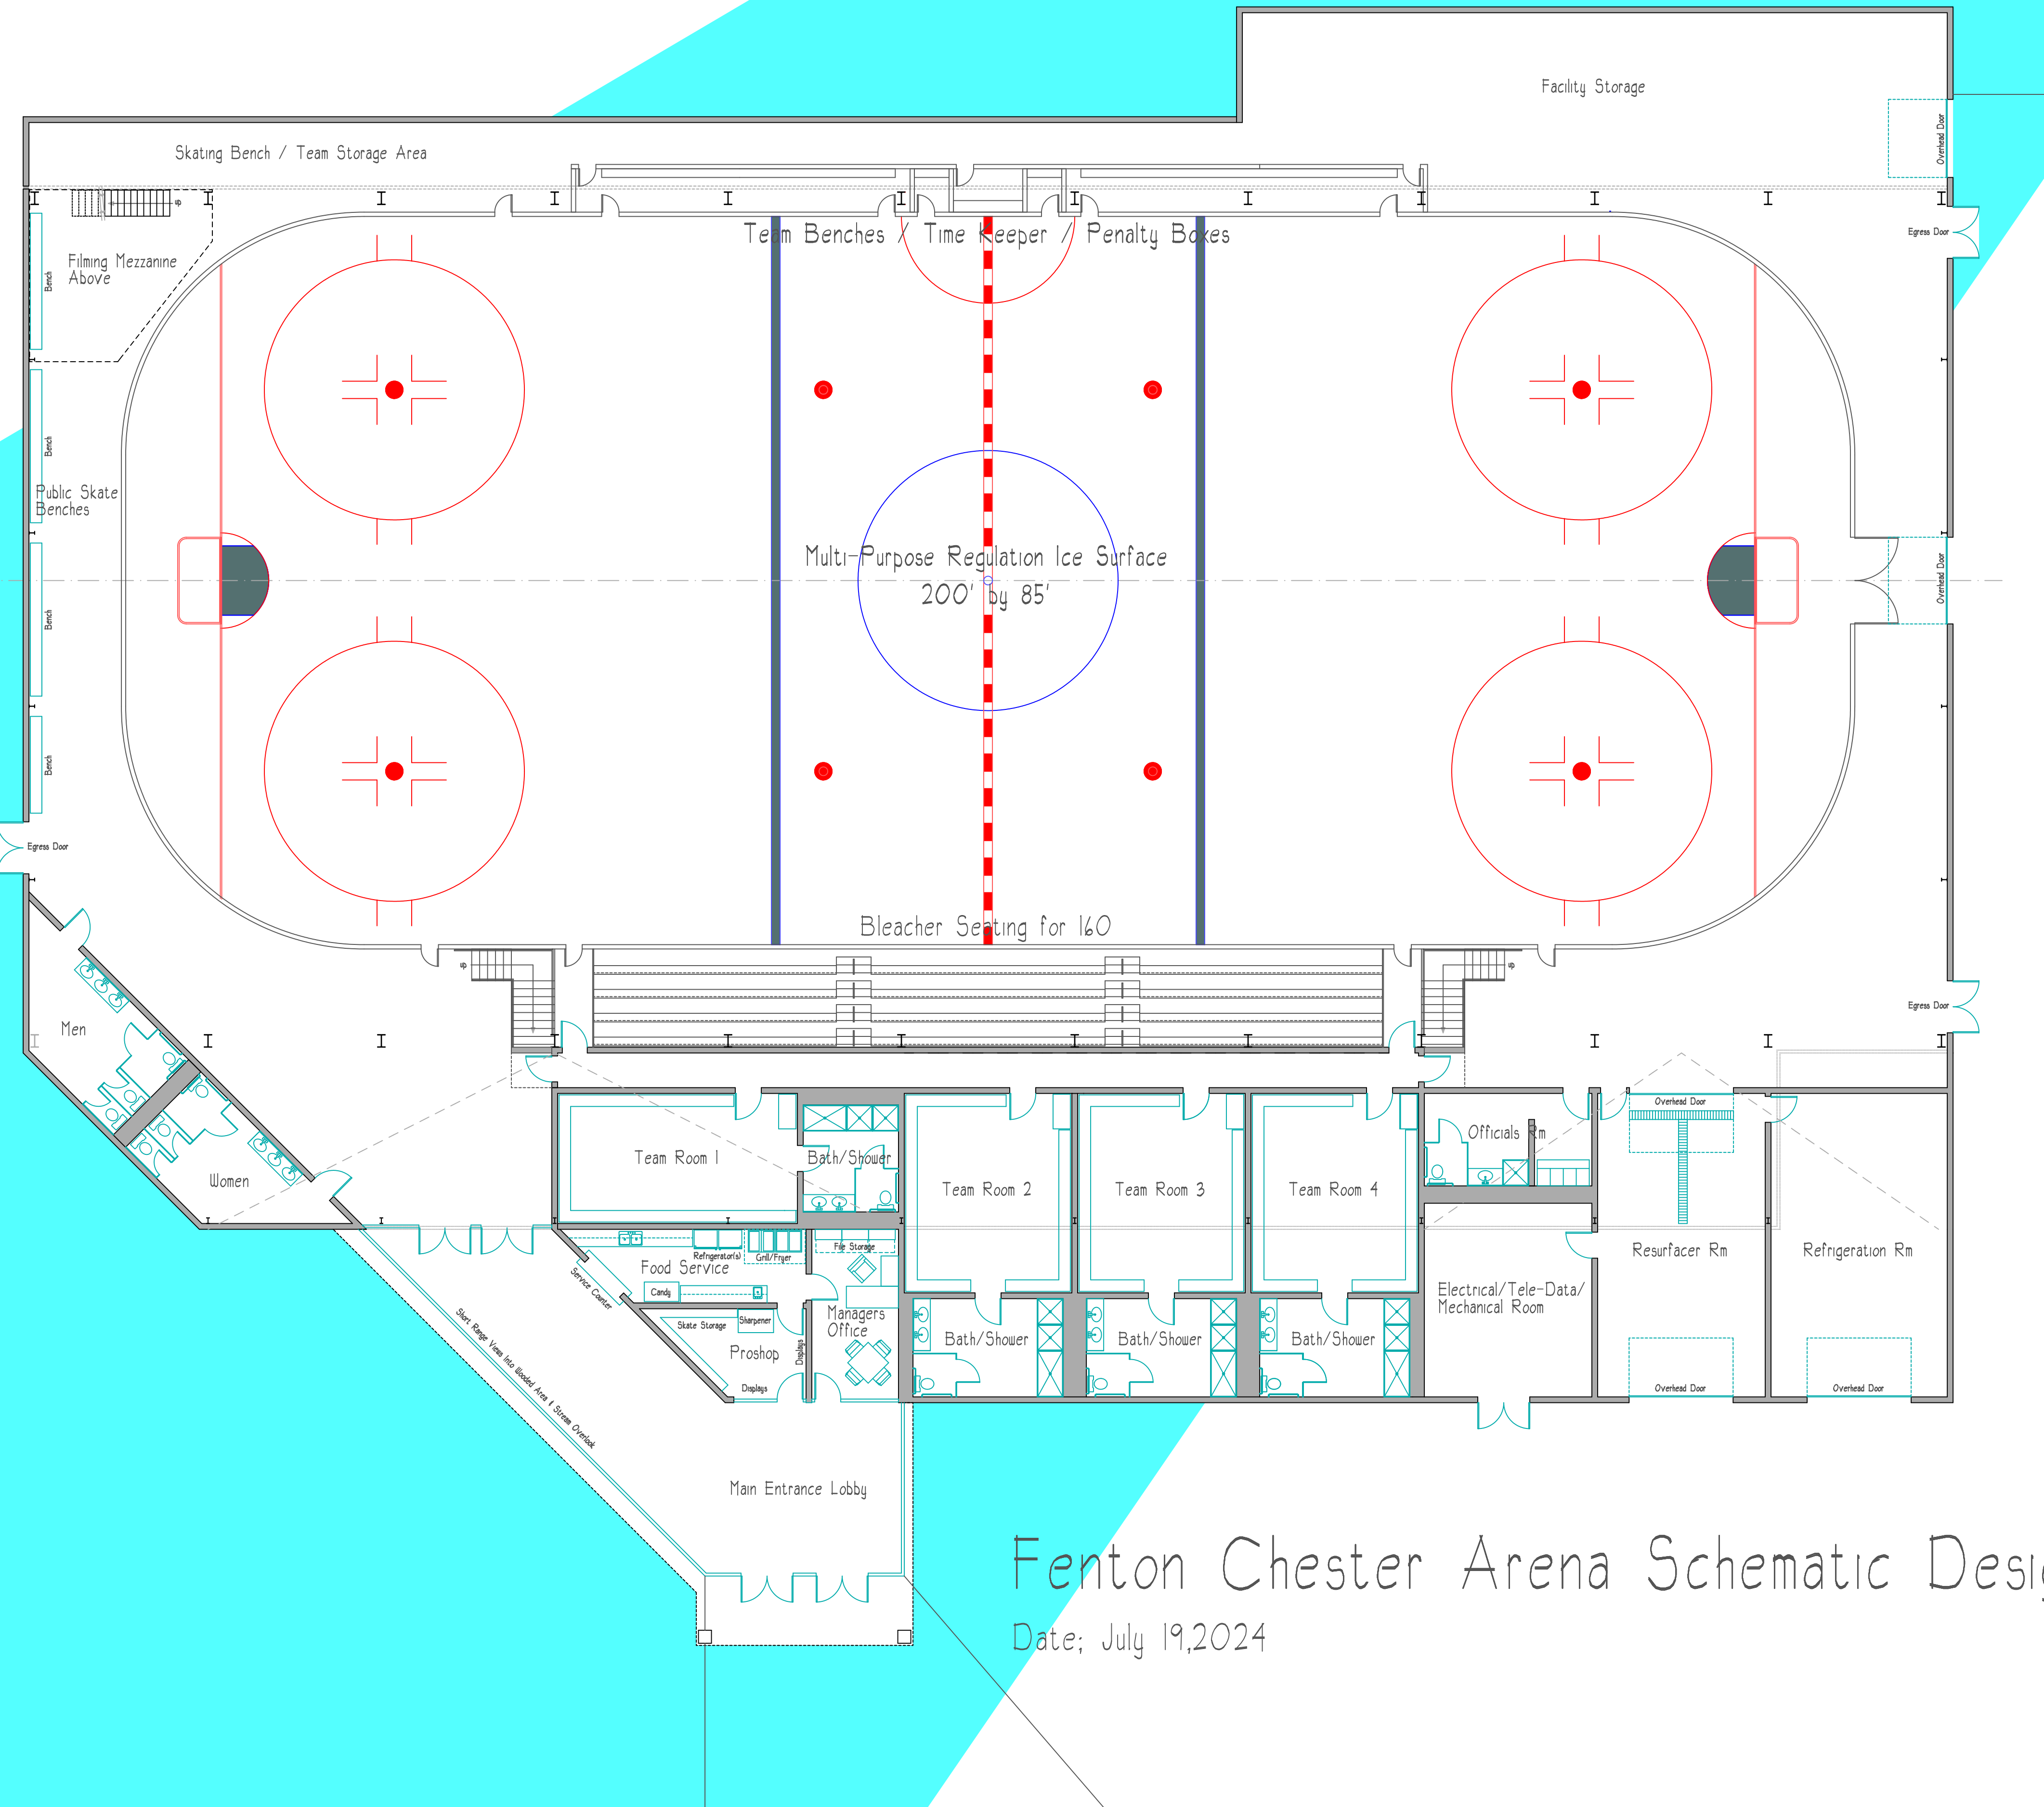 Facility Storage
Overhead Door
Skating Bench / Team Storage Area
UP
Egress Door
Team Benches / Time Keeper / Penalty Boxes
Filming Mezzanine
Above
Bench
Bench
Public Skate
Benches
Multi-Purpose Regulation Ice Surface
200' by 85'
Overhead Door
Bench
Bench
Egress Door
Bleacher Seating for 160
UP
UP
Egress Door
Men
Women
Team Room 1
Bath/Shower
Team Room 2
Team Room 3
Team Room 4
Officials Rm
Overhead Door
Resurfacer Rm
Refrigeration Rm
Electrical/Tele-Data/
Mechanical Room
File Storage
Refrigerator(s)
Grill/Fryer
Food Service
Service Counter
Candy
Managers
Office
Skate Storage
Sharpener
Proshop
Displays
Displays
Bath/Shower
Bath/Shower
Bath/Shower
Overhead Door
Overhead Door
Short Range Views Into Wooded Area & Stream Overlook
Main Entrance Lobby
Fenton Chester Arena Schematic Desi
Date; July 19,2024